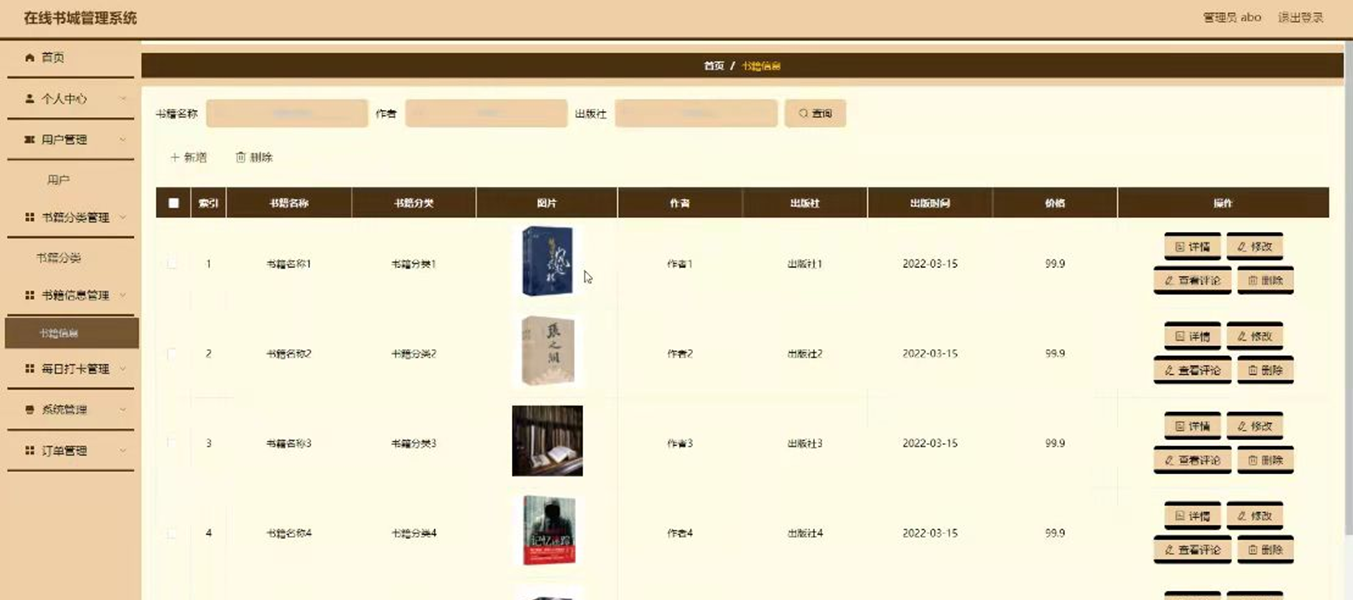 在线书城管理系统
管理员 abo 退出登录
首页
个人中心
用户管理
用户
书籍分类管理
书籍分类
书籍信息管理
书籍信息
每日打卡管理
系统管理
订单管理
首页 / 书籍信息
书籍名称 作者 出版社 查询
新增 删除
索引 书籍名称 书籍分类 图片 作者 出版社 出版时间 价格 操作
1 书籍名称1 书籍分类1 作者1 出版社1 2022-03-15 99.9 详情 修改
查看评论 删除
2 书籍名称2 书籍分类2 张之洞 作者2 出版社2 2022-03-15 99.9 详情 修改
查看评论 删除
3 书籍名称3 书籍分类3 作者3 出版社3 2022-03-15 99.9 详情 修改
查看评论 删除
4 书籍名称4 书籍分类4 记忆迷踪 作者4 出版社4 2022-03-15 99.9 详情 修改
查看评论 删除